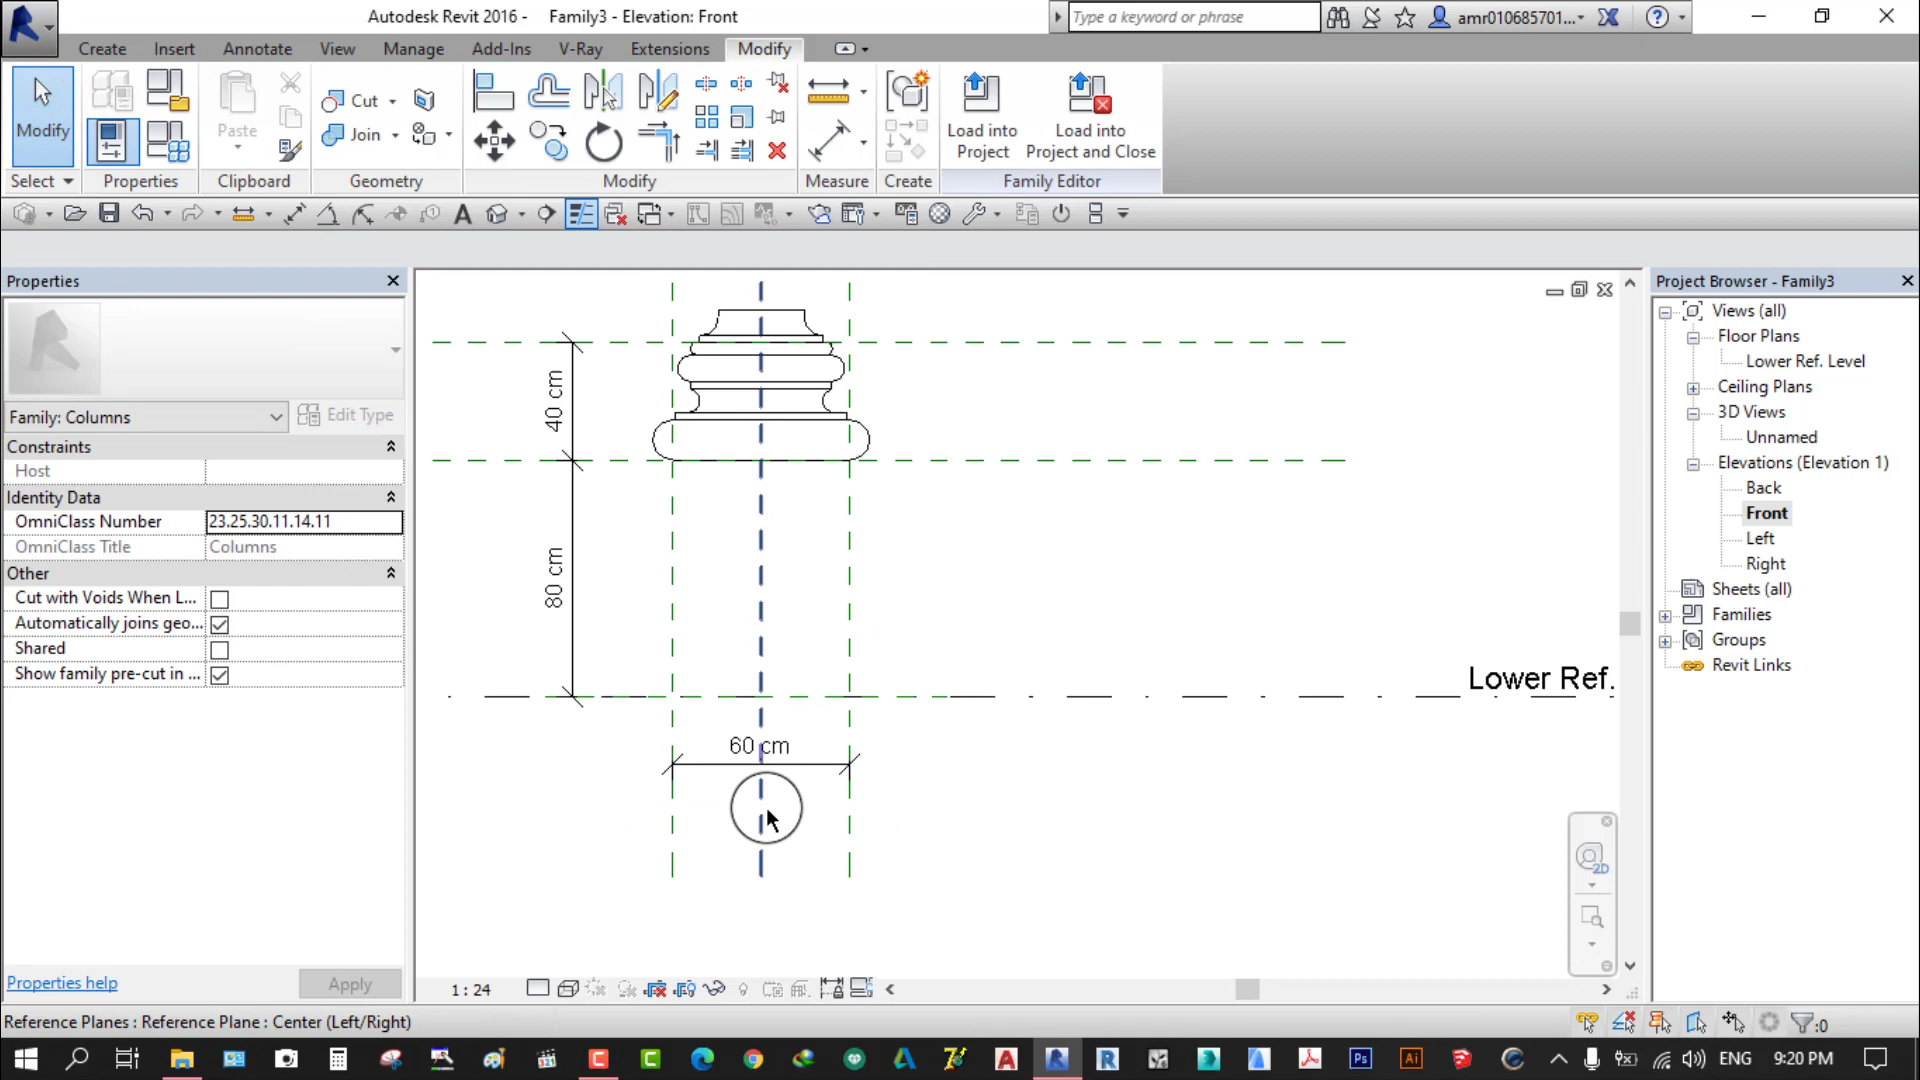 Autodesk Revit 2016 - Family3 - Elevation: Front
Type a keyword or phrase
amr010685701...
Create Insert Annotate View Manage Add-Ins V-Ray Extensions Modify
Modify
Paste
Cut
Join
Load into Project
Load into Project and Close
Select Properties Clipboard Geometry Modify Measure Create Family Editor
Properties
Family: Columns
Edit Type
Constraints
Host
Identity Data
OmniClass Number 23.25.30.11.14.11
OmniClass Title Columns
Other
Cut with Voids When L...
Automatically joins geo...
Shared
Show family pre-cut in ...
Properties help
Apply
40 cm
80 cm
60 cm
Lower Ref.
2D
Project Browser - Family3
Views (all)
Floor Plans
Lower Ref. Level
Ceiling Plans
3D Views
Unnamed
Elevations (Elevation 1)
Back
Front
Left
Right
Sheets (all)
Families
Groups
Revit Links
1 : 24
Reference Planes : Reference Plane : Center (Left/Right)
:0
ENG 9:20 PM